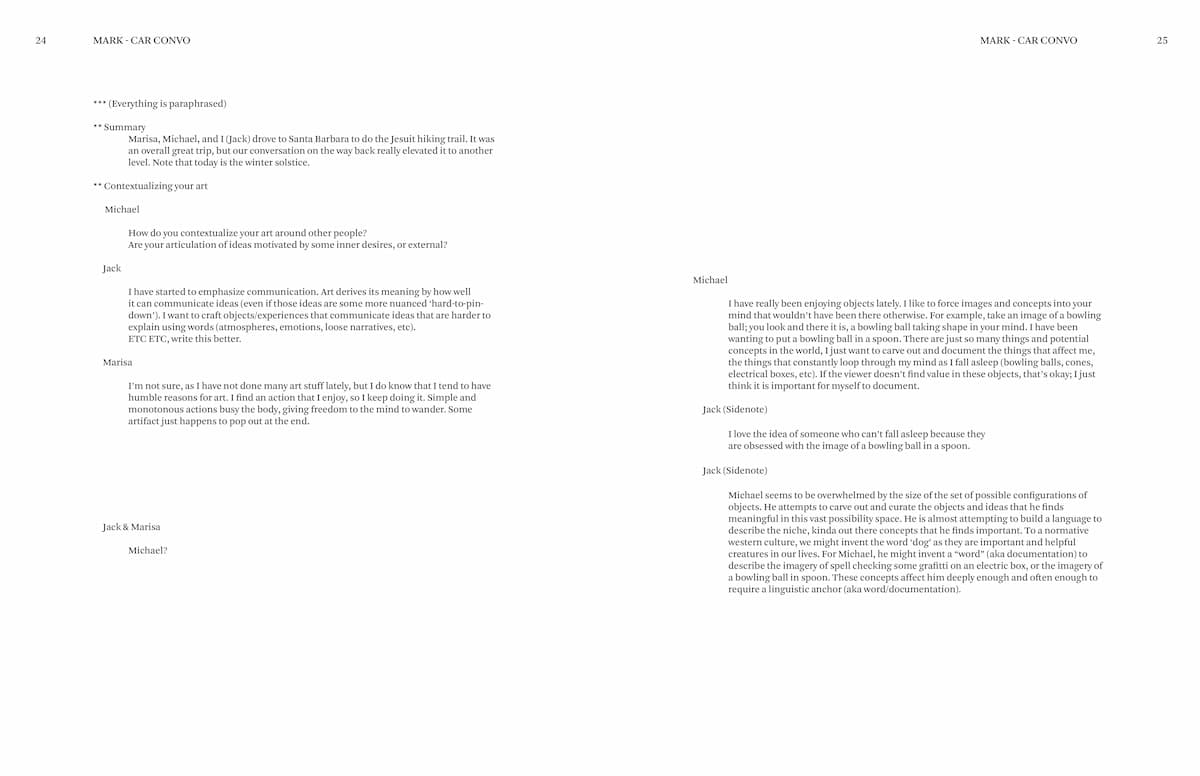 24
MARK - CAR CONVO
MARK - CAR CONVO
25
*** (Everything is paraphrased)
** Summary
Marisa, Michael, and I (Jack) drove to Santa Barbara to do the Jesuit hiking trail. It was
an overall great trip, but our conversation on the way back really elevated it to another
level. Note that today is the winter solstice.
** Contextualizing your art
Michael
How do you contextualize your art around other people?
Are your articulation of ideas motivated by some inner desires, or external?
Jack
I have started to emphasize communication. Art derives its meaning by how well
it can communicate ideas (even if those ideas are some more nuanced ‘hard-to-pin-
down’). I want to craft objects/experiences that communicate ideas that are harder to
explain using words (atmospheres, emotions, loose narratives, etc).
ETC ETC, write this better.
Marisa
I’m not sure, as I have not done many art stuff lately, but I do know that I tend to have
humble reasons for art. I find an action that I enjoy, so I keep doing it. Simple and
monotonous actions busy the body, giving freedom to the mind to wander. Some
artifact just happens to pop out at the end.
Jack & Marisa
Michael?
Michael
I have really been enjoying objects lately. I like to force images and concepts into your
mind that wouldn’t have been there otherwise. For example, take an image of a bowling
ball; you look and there it is, a bowling ball taking shape in your mind. I have been
wanting to put a bowling ball in a spoon. There are just so many things and potential
concepts in the world, I just want to carve out and document the things that affect me,
the things that constantly loop through my mind as I fall asleep (bowling balls, cones,
electrical boxes, etc). If the viewer doesn’t find value in these objects, that’s okay; I just
think it is important for myself to document.
Jack (Sidenote)
I love the idea of someone who can’t fall asleep because they
are obsessed with the image of a bowling ball in a spoon.
Jack (Sidenote)
Michael seems to be overwhelmed by the size of the set of possible configurations of
objects. He attempts to carve out and curate the objects and ideas that he finds
meaningful in this vast possibility space. He is almost attempting to build a language to
describe the niche, kinda out there concepts that he finds important. To a normative
western culture, we might invent the word ‘dog’ as they are important and helpful
creatures in our lives. For Michael, he might invent a “word” (aka documentation) to
describe the imagery of spell checking some grafitti on an electric box, or the imagery of
a bowling ball in spoon. These concepts affect him deeply enough and often enough to
require a linguistic anchor (aka word/documentation).